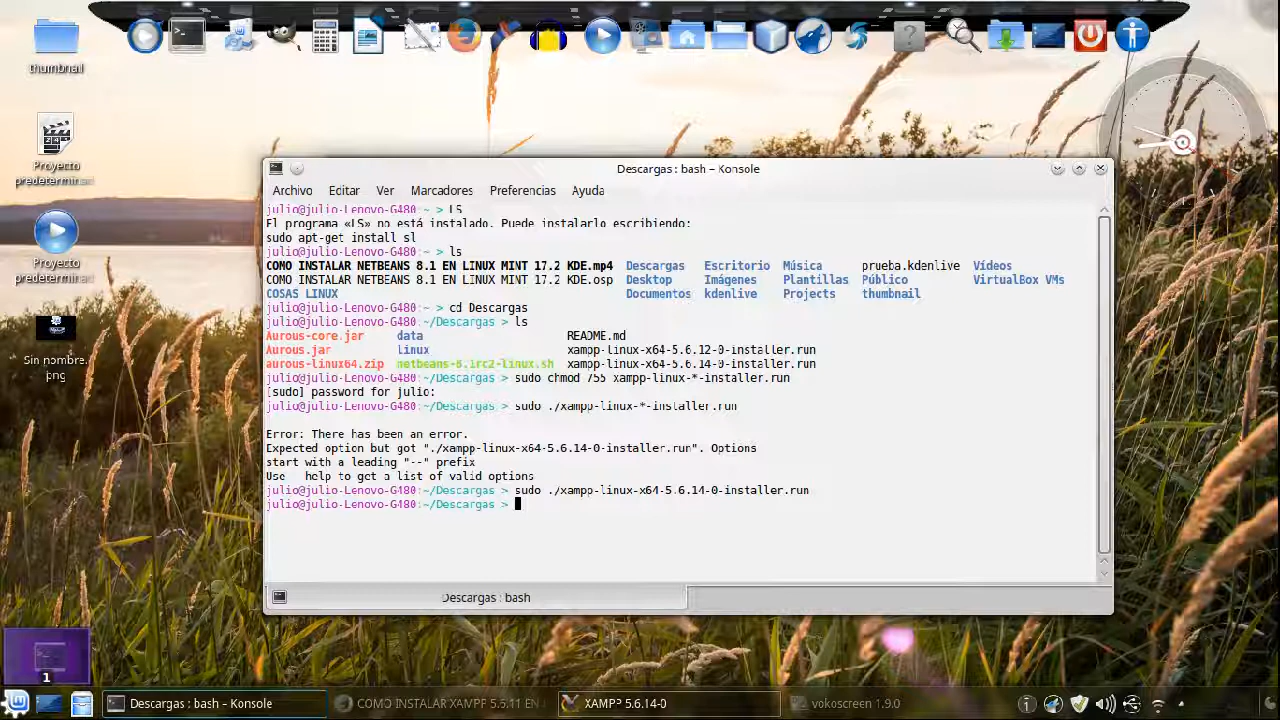 thumbnail
Proyecto
predeterminac
Proyecto
predeterminac
Sin nombre.
png
Descargas : bash – Konsole
Archivo Editar Ver Marcadores Preferencias Ayuda
julio@julio-Lenovo-G480:~ > LS
El programa «LS» no está instalado. Puede instalarlo escribiendo:
sudo apt-get install sl
julio@julio-Lenovo-G480:~ > ls
COMO INSTALAR NETBEANS 8.1 EN LINUX MINT 17.2 KDE.mp4 Descargas Escritorio Música prueba.kdenlive Vídeos
COMO INSTALAR NETBEANS 8.1 EN LINUX MINT 17.2 KDE.osp Desktop Imágenes Plantillas Público VirtualBox VMs
COSAS LINUX Documentos kdenlive Projects thumbnail
julio@julio-Lenovo-G480:~ > cd Descargas
julio@julio-Lenovo-G480:~/Descargas > ls
Aurous-core.jar data README.md
Aurous.jar linux xampp-linux-x64-5.6.12-0-installer.run
aurous-linux64.zip netbeans-8.1rc2-linux.sh xampp-linux-x64-5.6.14-0-installer.run
julio@julio-Lenovo-G480:~/Descargas > sudo chmod 755 xampp-linux-*-installer.run
[sudo] password for julio:
julio@julio-Lenovo-G480:~/Descargas > sudo ./xampp-linux-*-installer.run
Error: There has been an error.
Expected option but got "./xampp-linux-x64-5.6.14-0-installer.run". Options
start with a leading "--" prefix
Use   help to get a list of valid options
julio@julio-Lenovo-G480:~/Descargas > sudo ./xampp-linux-x64-5.6.14-0-installer.run
julio@julio-Lenovo-G480:~/Descargas >
Descargas : bash
1
Descargas : bash – Konsole
COMO INSTALAR XAMPP 5.6.11 EN
XAMPP 5.6.14-0
vokoscreen 1.9.0